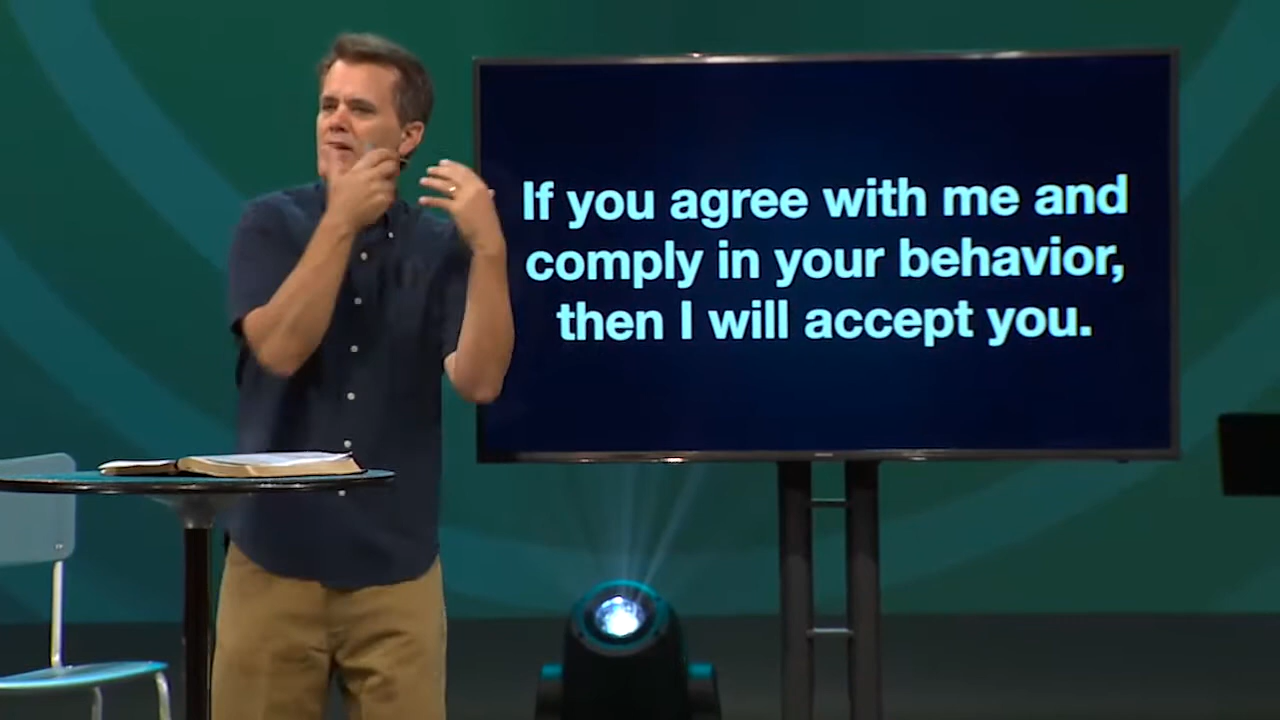 If you agree with me and
comply in your behavior,
then I will accept you.